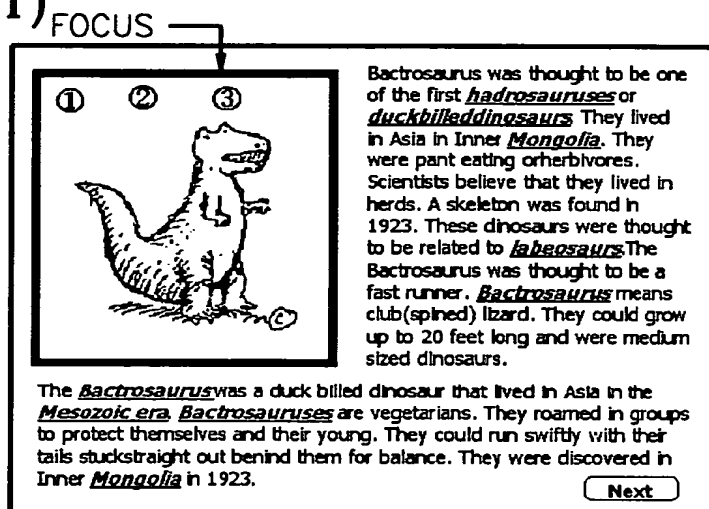 1)
FOCUS
① ② ③
Bactrosaurus was thought to be one
of the first hadrosauruses or
duckbilleddinosaurs They lived
in Asia in Inner Mongolia. They
were pant eating orherbivores.
Scientists believe that they lived in
herds. A skeleton was found in
1923. These dinosaurs were thought
to be related to labeosaurs.The
Bactrosaurus was thought to be a
fast runner. Bactrosaurus means
club(spined) lizard. They could grow
up to 20 feet long and were medium
sized dinosaurs.
The Bactrosaurus was a duck billed dinosaur that lived in Asia in the
Mesozoic era. Bactrosauruses are vegetarians. They roamed in groups
to protect themselves and their young. They could run swiftly with their
tails stuckstraight out benind them for balance. They were discovered in
Inner Mongolia in 1923.
Next